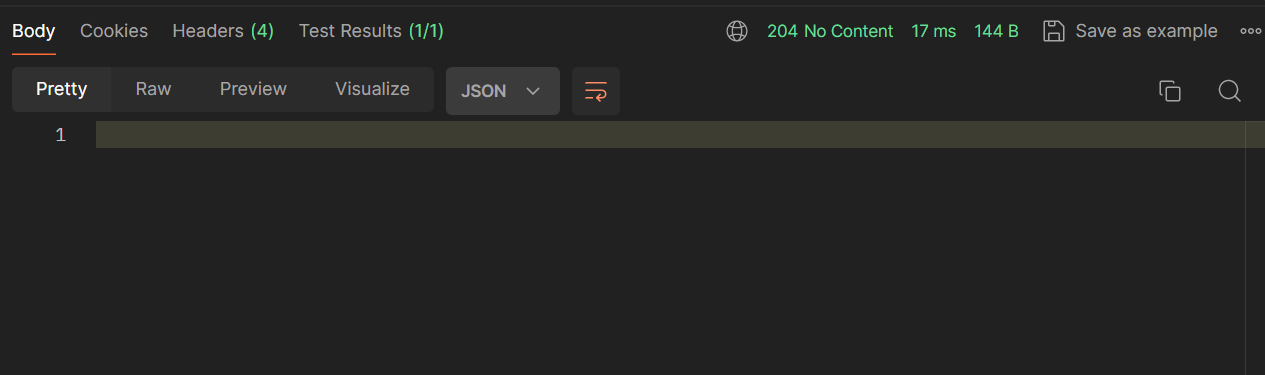 Body Cookies Headers (4) Test Results (1/1) 204 No Content 17 ms 144 B Save as example
Pretty Raw Preview Visualize JSON
1